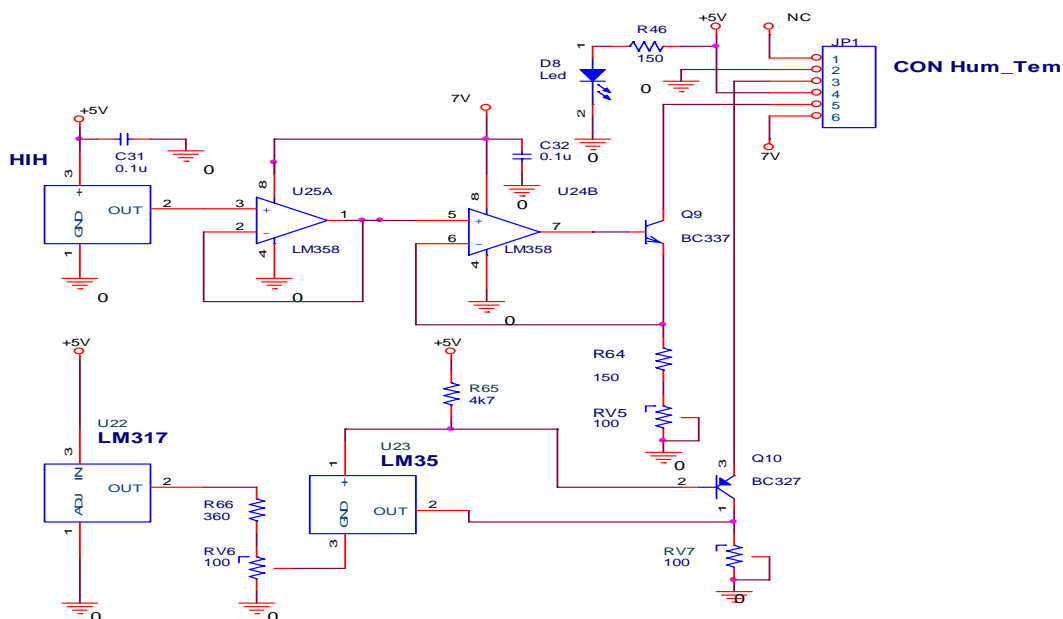 +5V
NC
R46
150
JP1
D8
Led
1
2
0
1
2
3
4
5
6
CON Hum_Tem
7V
+5V
C31
0.1u
0
HIH
3
+
GND
OUT
2
1
0
7V
C32
0.1u
0
U25A
8
3
+
2
−
1
4
LM358
0
U24B
8
5
+
6
−
7
4
LM358
0
0
Q9
BC337
7V
R64
150
RV5
100
0
+5V
U22
LM317
3
IN
ADJ
OUT
2
1
0
R66
360
RV6
100
0
+5V
R65
4k7
U23
LM35
1
+
GND
OUT
2
3
Q10
BC327
3
2
1
RV7
100
0